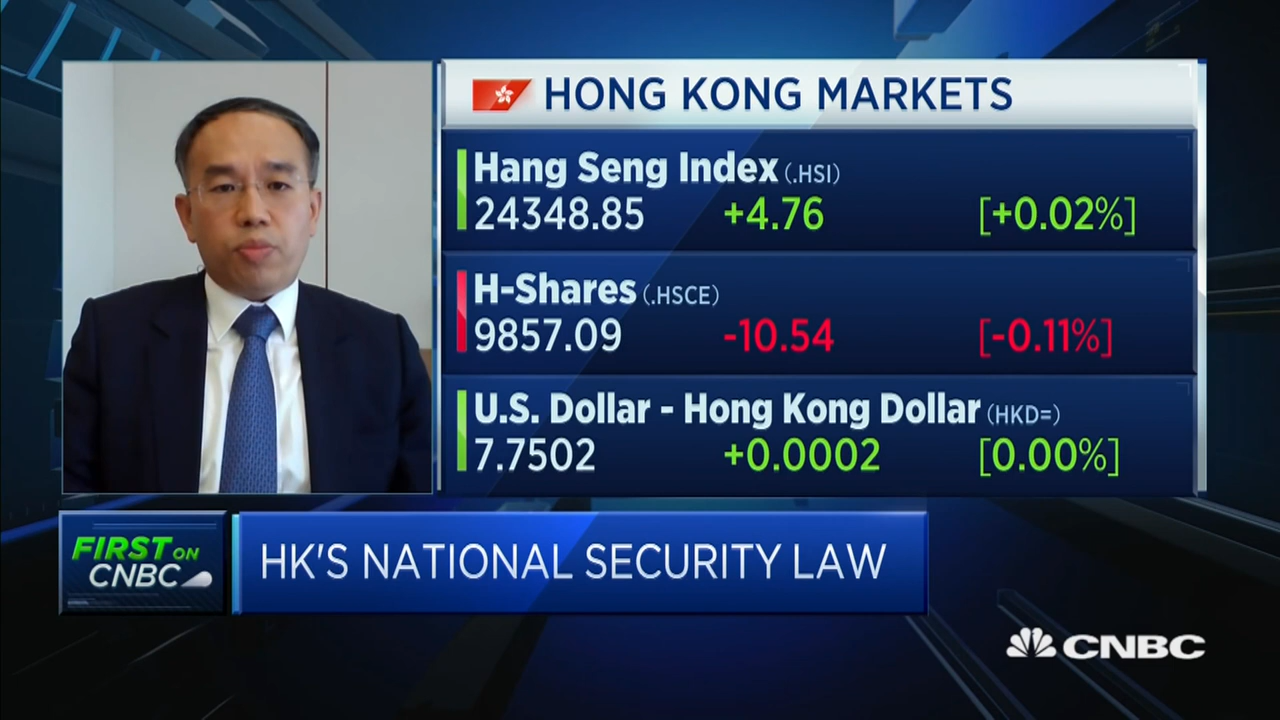 HONG KONG MARKETS
Hang Seng Index (.HSI)
24348.85 +4.76 [+0.02%]
H-Shares (.HSCE)
9857.09 -10.54 [-0.11%]
U.S. Dollar - Hong Kong Dollar (HKD=)
7.7502 +0.0002 [0.00%]
FIRST ON
CNBC
HK'S NATIONAL SECURITY LAW
CNBC